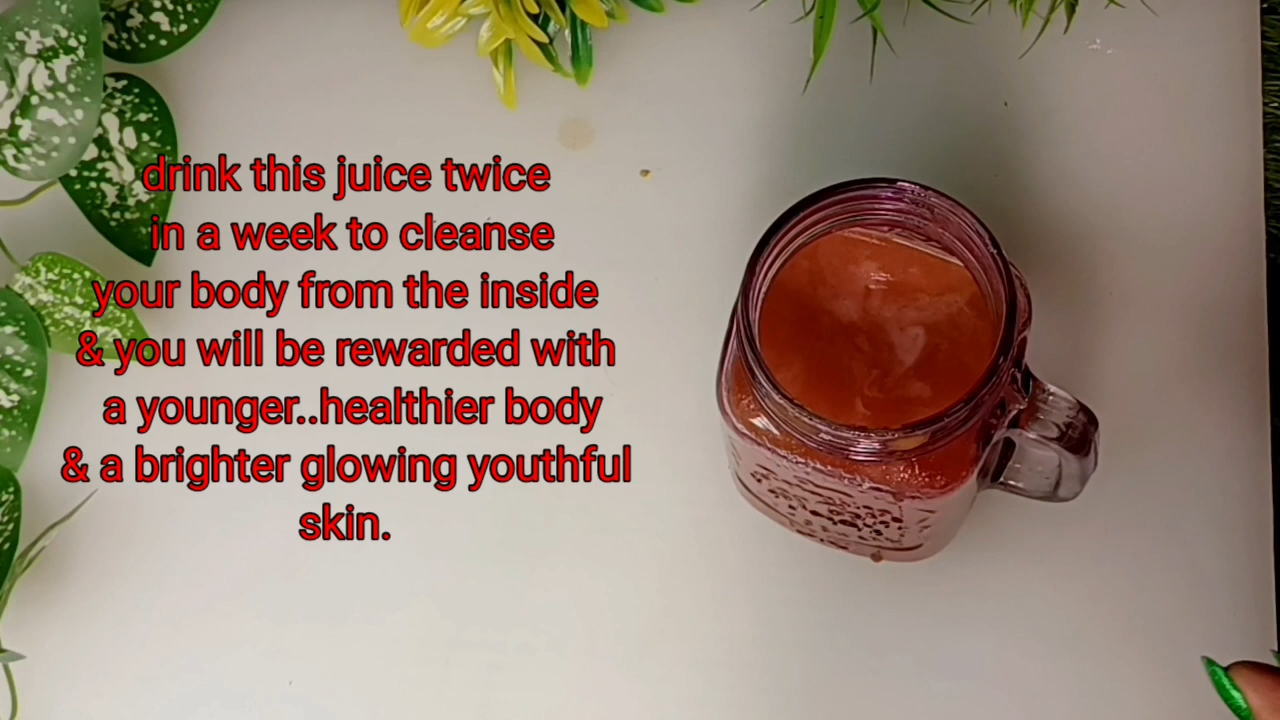 drink this juice twice
in a week to cleanse
your body from the inside
& you will be rewarded with
a younger..healthier body
& a brighter glowing youthful
skin.